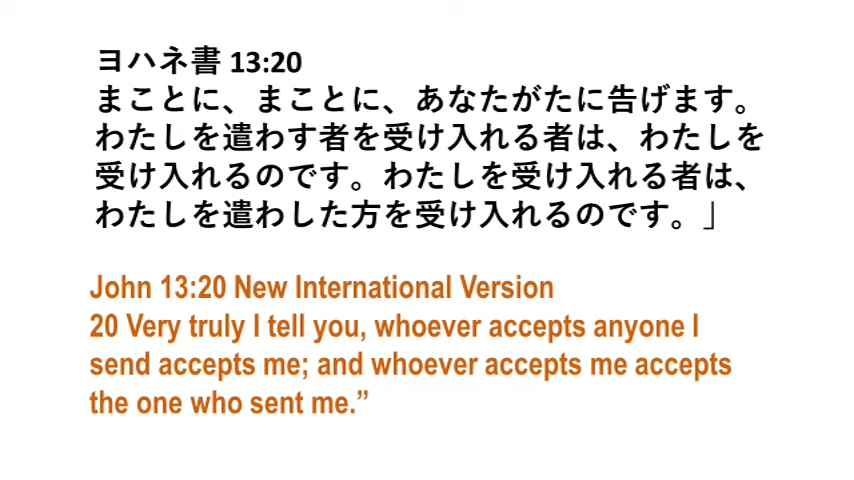 ヨハネ書 13:20
まことに、まことに、あなたがたに告げます。
わたしを遣わす者を受け入れる者は、わたしを
受け入れるのです。わたしを受け入れる者は、
わたしを遣わした方を受け入れるのです。」
John 13:20 New International Version
20 Very truly I tell you, whoever accepts anyone I
send accepts me; and whoever accepts me accepts
the one who sent me.”